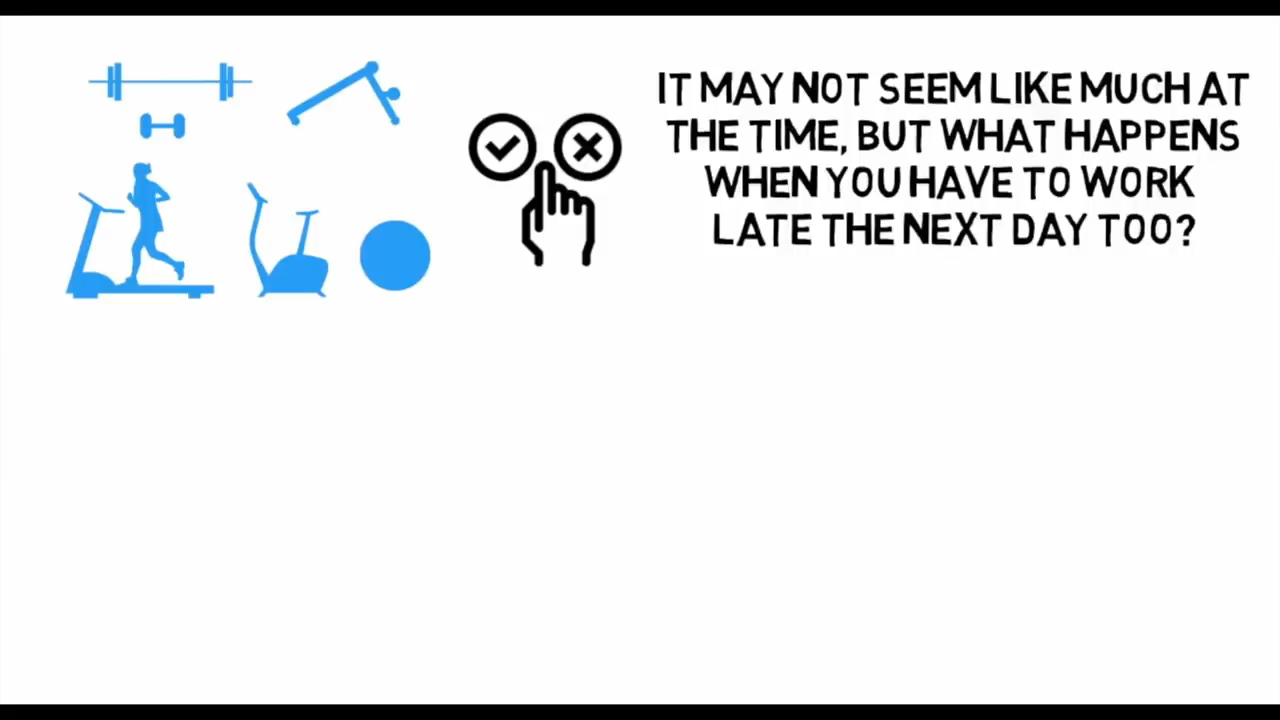 IT MAY NOT SEEM LIKE MUCH AT
THE TIME, BUT WHAT HAPPENS
WHEN YOU HAVE TO WORK
LATE THE NEXT DAY TOO?